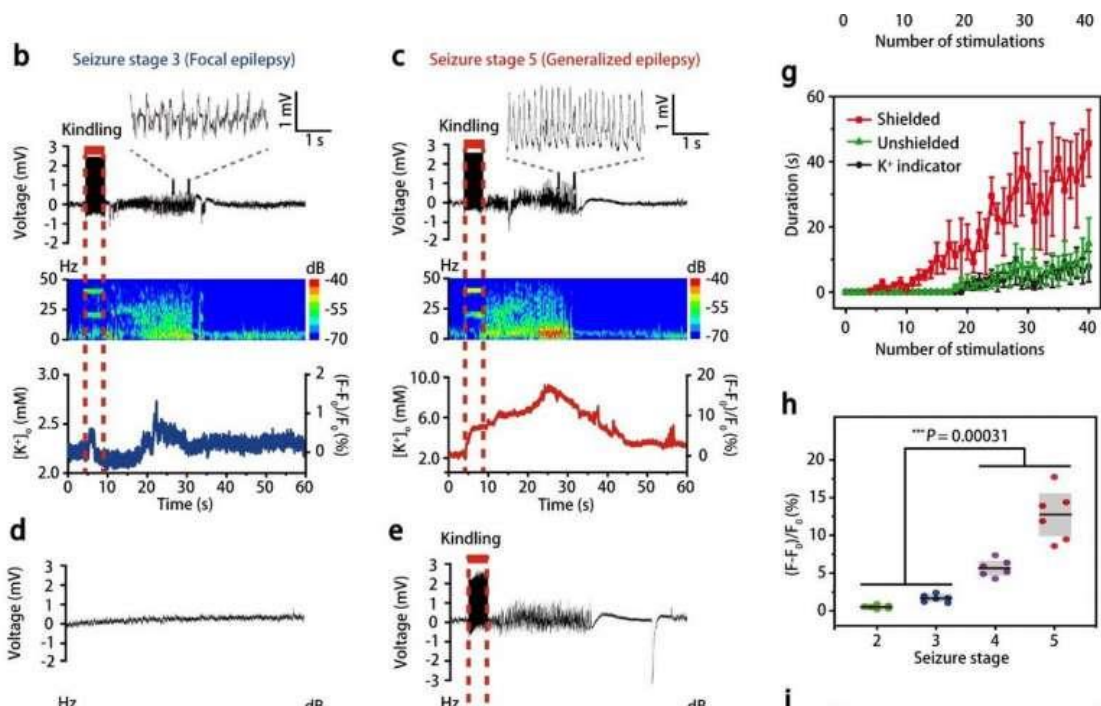 b
Seizure stage 3 (Focal epilepsy)
Kindling
1 mV
1 s
Voltage (mV)
3
2
1
0
-1
-2
Hz
50
25
0
dB
-40
-55
-70
[K⁺]ₒ (mM)
3.0
2.5
2.0
2
1
0
(F-F₀)/F₀ (%)
0 10 20 30 40 50 60
Time (s)
c
Seizure stage 5 (Generalized epilepsy)
1 mV
1 s
Kindling
Voltage (mV)
3
2
1
0
-1
-2
Hz
50
25
0
dB
-40
-55
-70
[K⁺]ₒ (mM)
10.0
6.0
2.0
20
10
0
(F-F₀)/F₀ (%)
0 10 20 30 40 50 60
Time (s)
d
Voltage (mV)
3
2
1
0
-1
-2
Hz
dB
e
Kindling
Voltage (mV)
3
2
1
0
-1
-2
-3
Hz
dB
0 10 20 30 40
Number of stimulations
g
Duration (s)
60
40
20
0
Shielded
Unshielded
K⁺ indicator
0 10 20 30 40
Number of stimulations
h
(F-F₀)/F₀ (%)
20
15
10
5
0
***P = 0.00031
2 3 4 5
Seizure stage
i